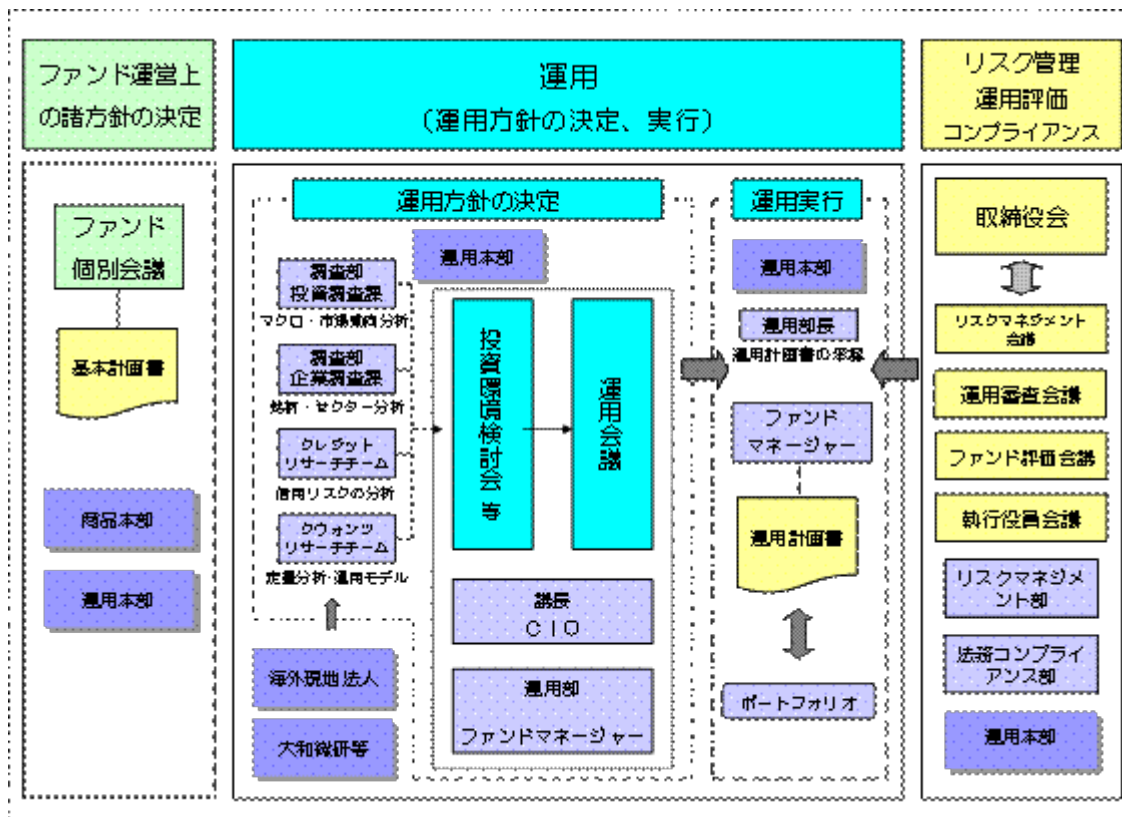 ファンド運営上
の諸方針の決定
運用
(運用方針の決定、実行)
リスク管理
運用評価
コンプライアンス
ファンド
個別会議
基本計画書
商品本部
運用本部
運用方針の決定
運用本部
調査部
投資調査課
マクロ・市場動向分析
調査部
企業調査課
銘柄・セクター分析
クレジット
リサーチチーム
信用リスクの分析
クウォンツ
リサーチチーム
定量分析・運用モデル
海外現地法人
大和総研等
投資環境検討会 等
運用会議
議長
CIO
運用部
ファンドマネージャー
運用実行
運用本部
運用部長
運用計画書の承認
ファンド
マネージャー
運用計画書
ポートフォリオ
取締役会
リスクマネジメント
会議
運用審査会議
ファンド評価会議
執行役員会議
リスクマネジメ
ント部
法務コンプライ
アンス部
運用本部